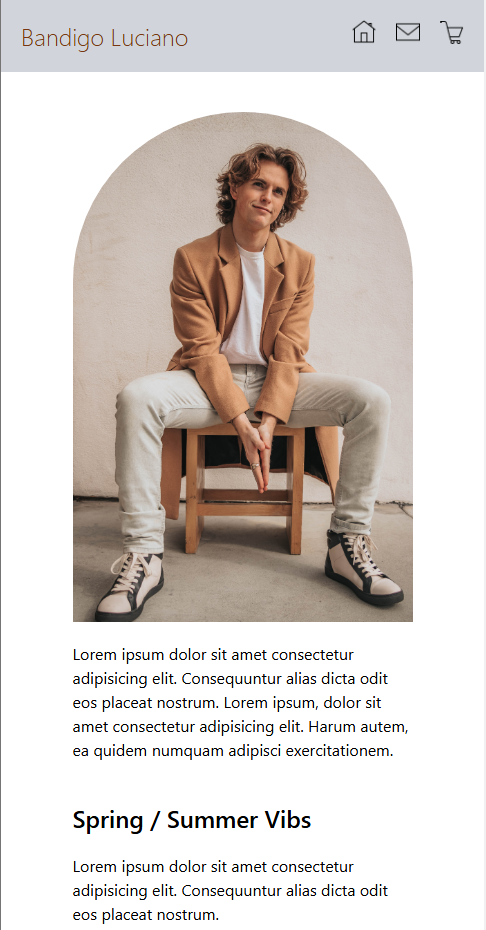 Bandigo Luciano
Lorem ipsum dolor sit amet consectetur
adipisicing elit. Consequuntur alias dicta odit
eos placeat nostrum. Lorem ipsum, dolor sit
amet consectetur adipisicing elit. Harum autem,
ea quidem numquam adipisci exercitationem.
Spring / Summer Vibs
Lorem ipsum dolor sit amet consectetur
adipisicing elit. Consequuntur alias dicta odit
eos placeat nostrum.